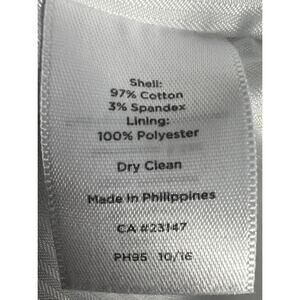 Shell:
97% Cotton
3% Spandex
Lining:
100% Polyester
Dry Clean
Made in Philippines
CA #23147
PH95 10/16